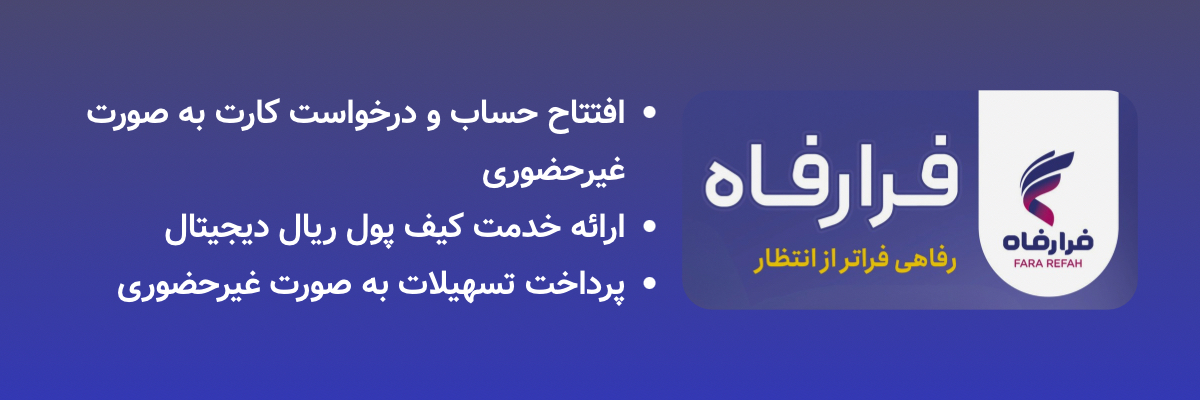 فرارفاه
FARA REFAH
فرارفاه
رفاهی فراتر از انتظار
• افتتاح حساب و درخواست کارت به صورت
غیرحضوری
• ارائه خدمت کیف پول ریال دیجیتال
• پرداخت تسهیلات به صورت غیرحضوری